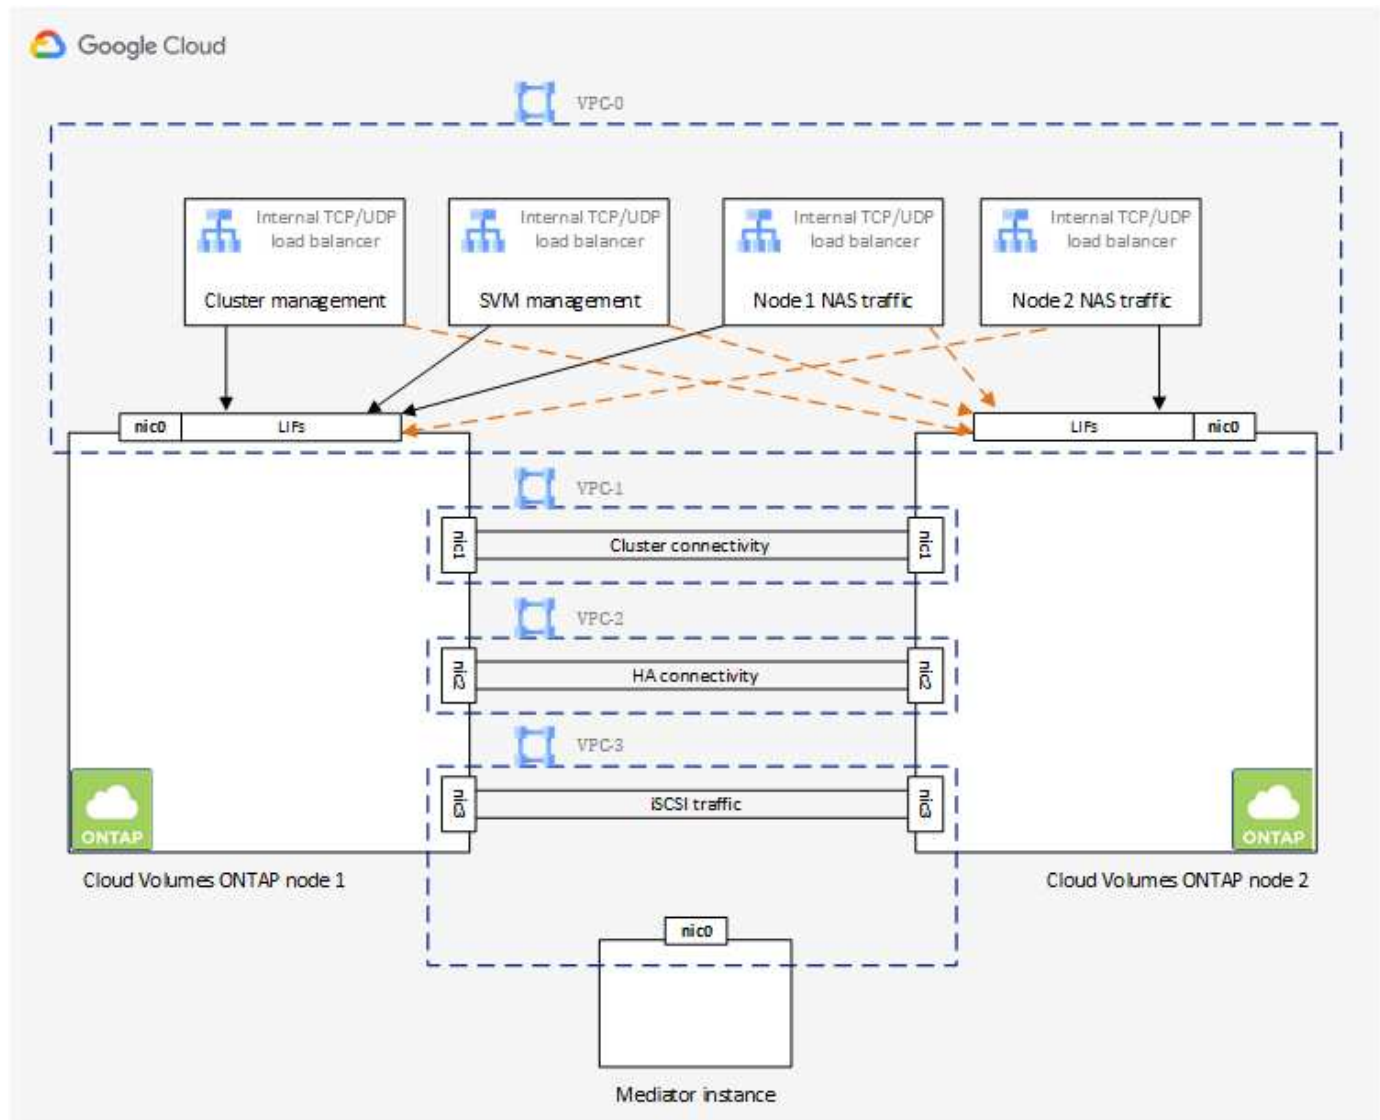 Google Cloud
VPC-0
Internal TCP/UDP
load balancer
Cluster management
Internal TCP/UDP
load balancer
SVM management
Internal TCP/UDP
load balancer
Node 1 NAS traffic
Internal TCP/UDP
load balancer
Node 2 NAS traffic
nic0
LIFs
LIFs
nic0
VPC-1
nic1
Cluster connectivity
nic1
VPC-2
nic2
HA connectivity
nic2
VPC-3
nic3
iSCSI traffic
nic3
ONTAP
ONTAP
Cloud Volumes ONTAP node 1
Cloud Volumes ONTAP node 2
nic0
Mediator instance